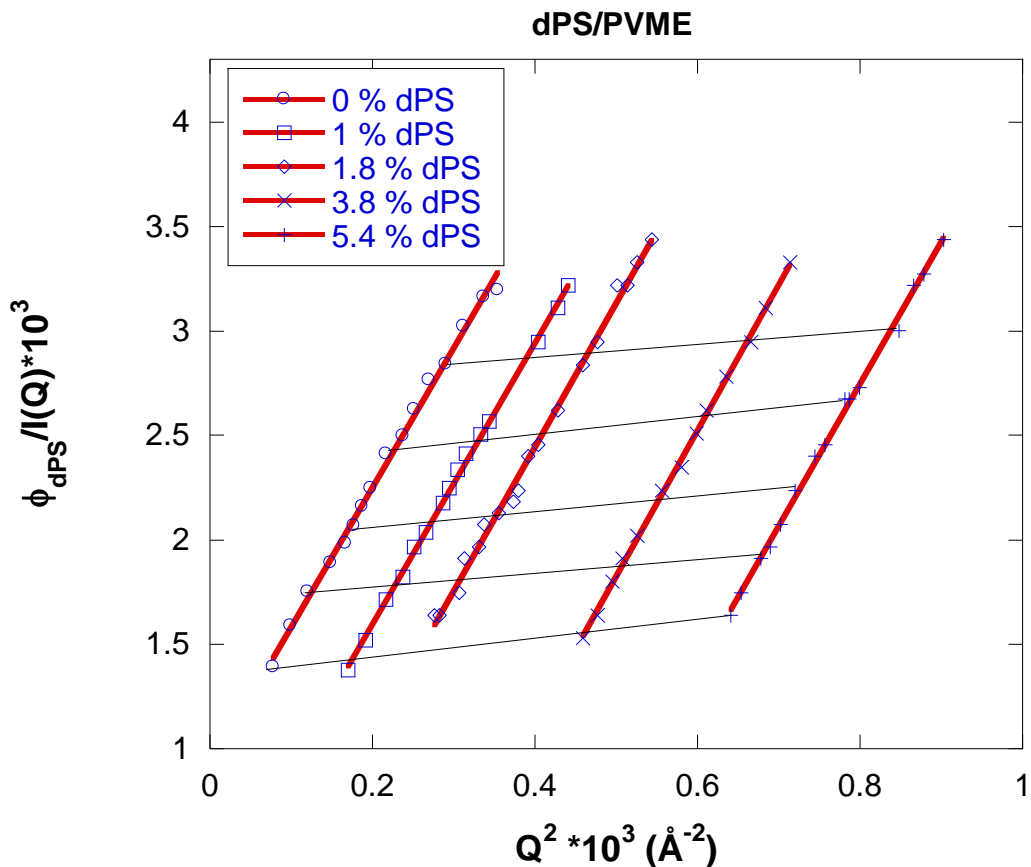 dPS/PVME
0 % dPS
1 % dPS
1.8 % dPS
3.8 % dPS
5.4 % dPS
4
3.5
3
2.5
2
1.5
1
ϕdPS/I(Q)*10³
0 0.2 0.4 0.6 0.8 1
Q² *10³ (Å⁻²)